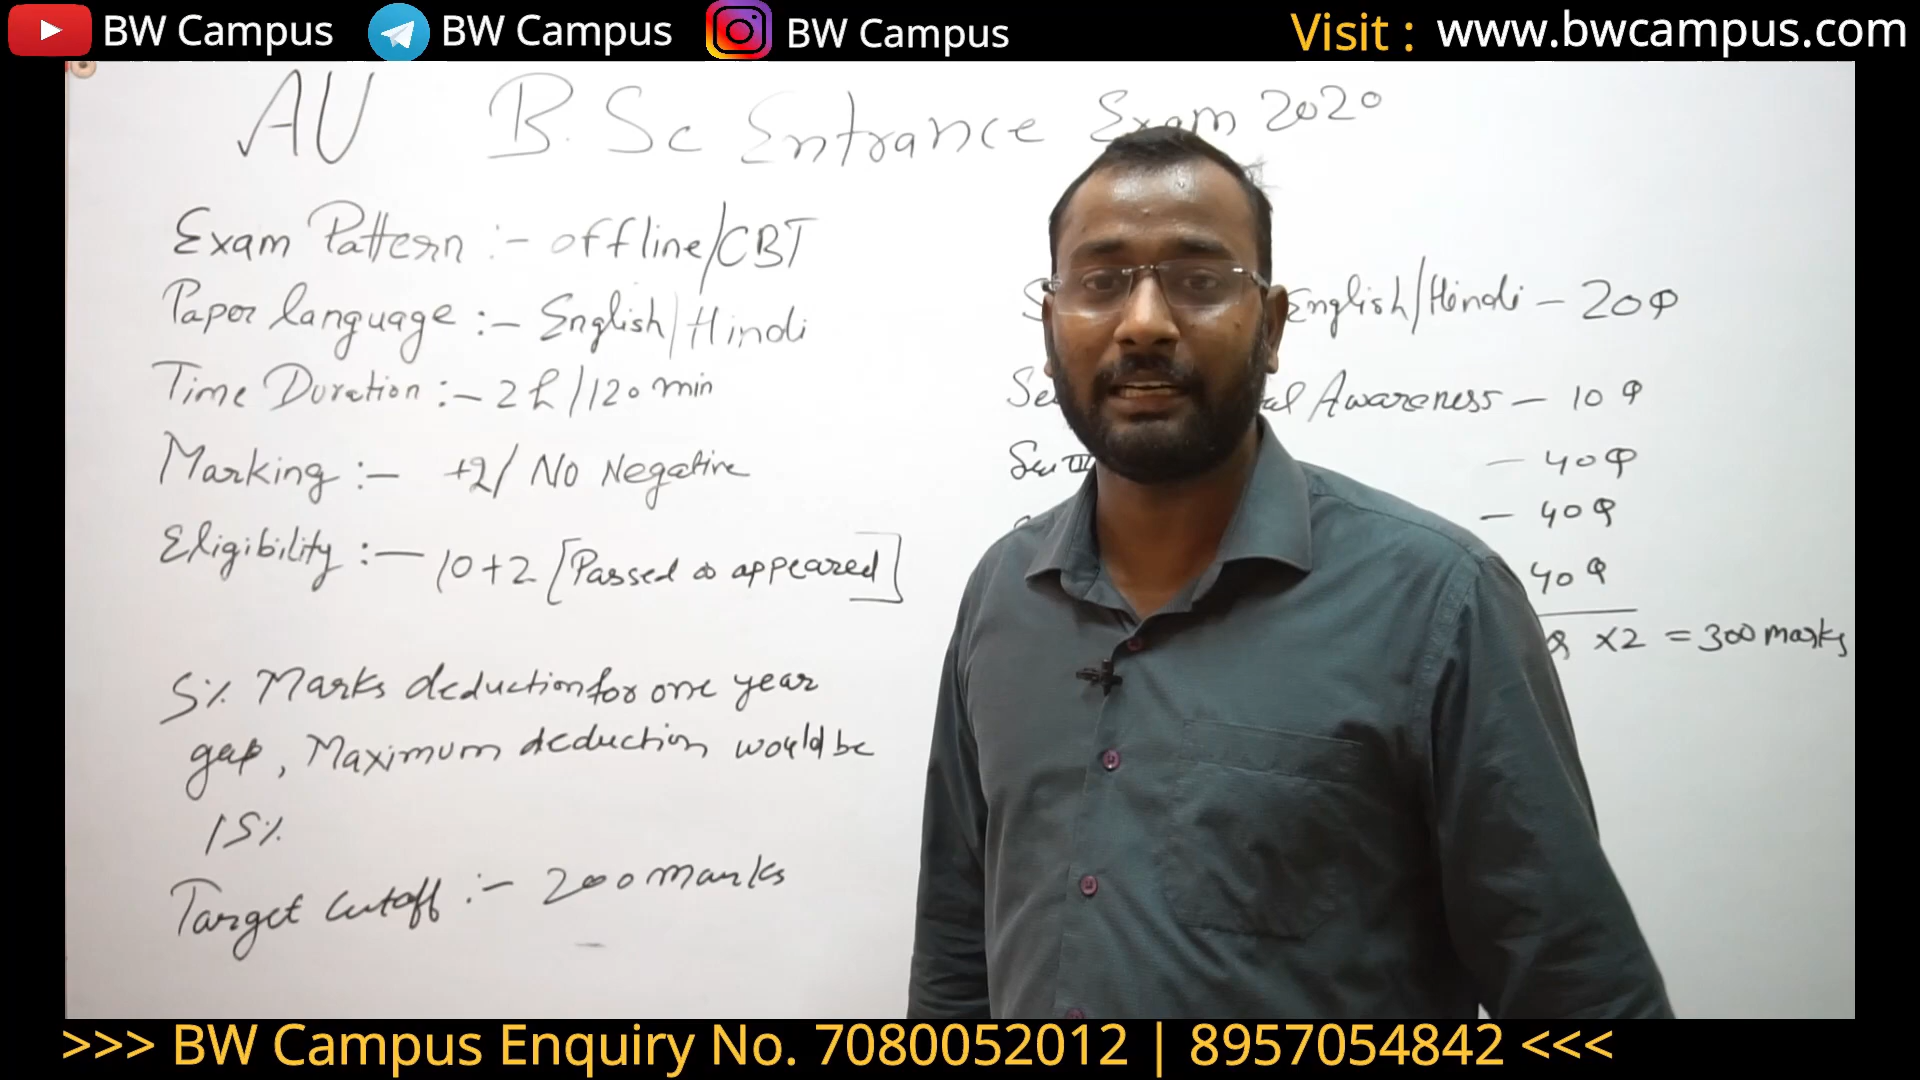 BW Campus BW Campus BW Campus Visit : www.bwcampus.com
AU B.Sc Entrance Exam 2020
Exam Pattern :- offline/CBT
Paper language :- English/Hindi
Time Duration :- 2h/120 min
Marking :- +2/ No Negative
Eligibility :- 10+2 [Passed or appeared]
5% Marks deduction for one year
gap, Maximum deduction would be
15%
Target cutoff :- 200 marks
English/Hindi - 20Q
Awareness - 10Q
III - 40Q
- 40Q
40Q
Q x2 = 300 marks
>>> BW Campus Enquiry No. 7080052012 | 8957054842 <<<